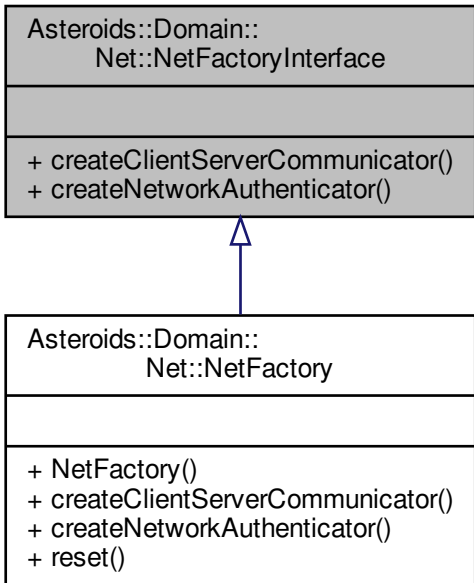 Asteroids::Domain::
Net::NetFactoryInterface
+ createClientServerCommunicator()
+ createNetworkAuthenticator()
Asteroids::Domain::
Net::NetFactory
+ NetFactory()
+ createClientServerCommunicator()
+ createNetworkAuthenticator()
+ reset()